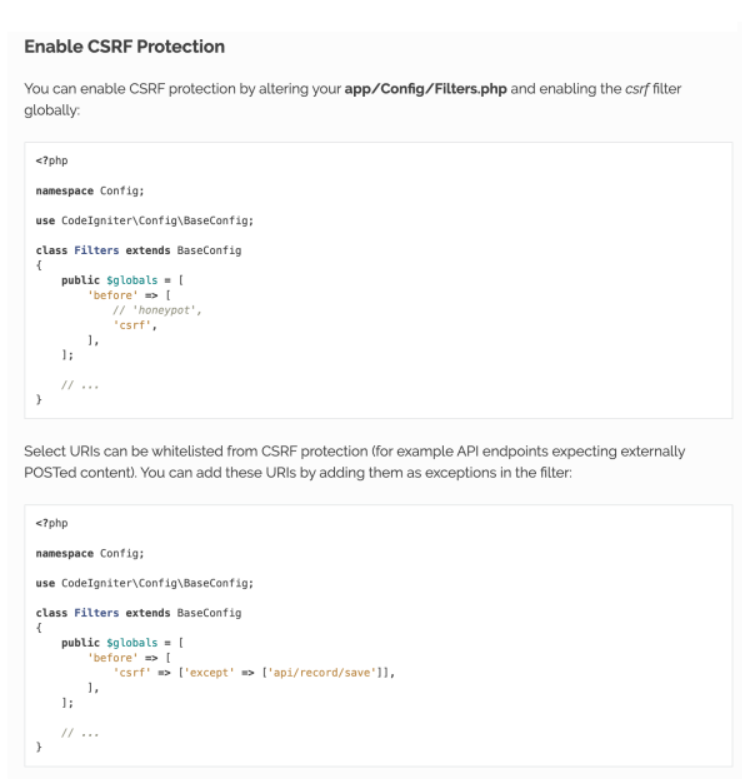 Enable CSRF Protection
You can enable CSRF protection by altering your app/Config/Filters.php and enabling the csrf filter
globally:
<?php
namespace Config;
use CodeIgniter\Config\BaseConfig;
class Filters extends BaseConfig
{
    public $globals = [
        'before' => [
            // 'honeypot',
            'csrf',
        ],
    ];
    // ...
}
Select URIs can be whitelisted from CSRF protection (for example API endpoints expecting externally
POSTed content). You can add these URIs by adding them as exceptions in the filter:
<?php
namespace Config;
use CodeIgniter\Config\BaseConfig;
class Filters extends BaseConfig
{
    public $globals = [
        'before' => [
            'csrf' => ['except' => ['api/record/save']],
        ],
    ];
    // ...
}